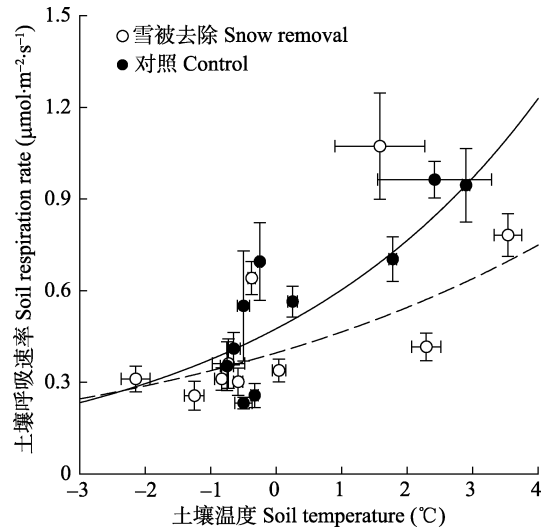 1.5
○ 雪被去除 Snow removal
● 对照 Control
1.2
0.9
0.6
0.3
0
土壤呼吸速率 Soil respiration rate (μmol·m⁻²·s⁻¹)
−3 −2 −1 0 1 2 3 4
土壤温度 Soil temperature (℃)